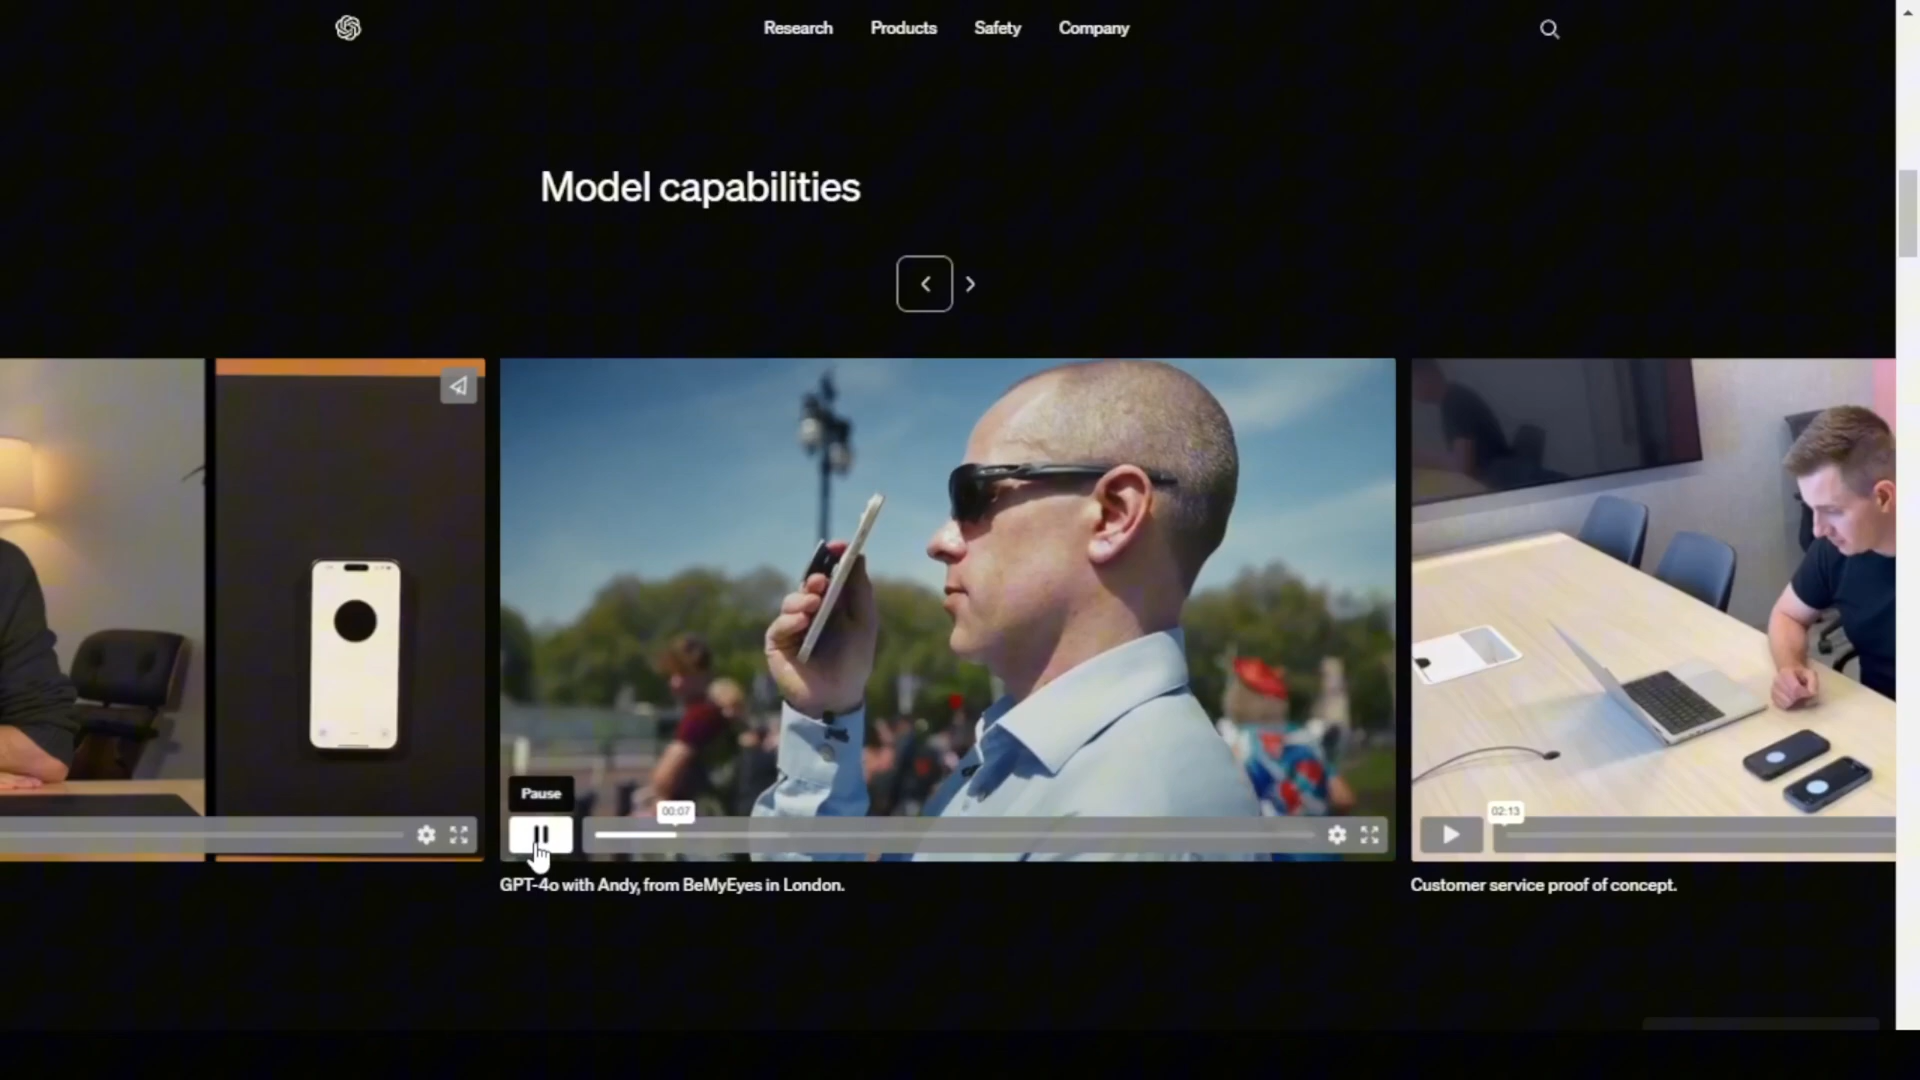 Research
Products
Safety
Company
Model capabilities
Pause
00:07
02:13
GPT-4o with Andy, from BeMyEyes in London.
Customer service proof of concept.